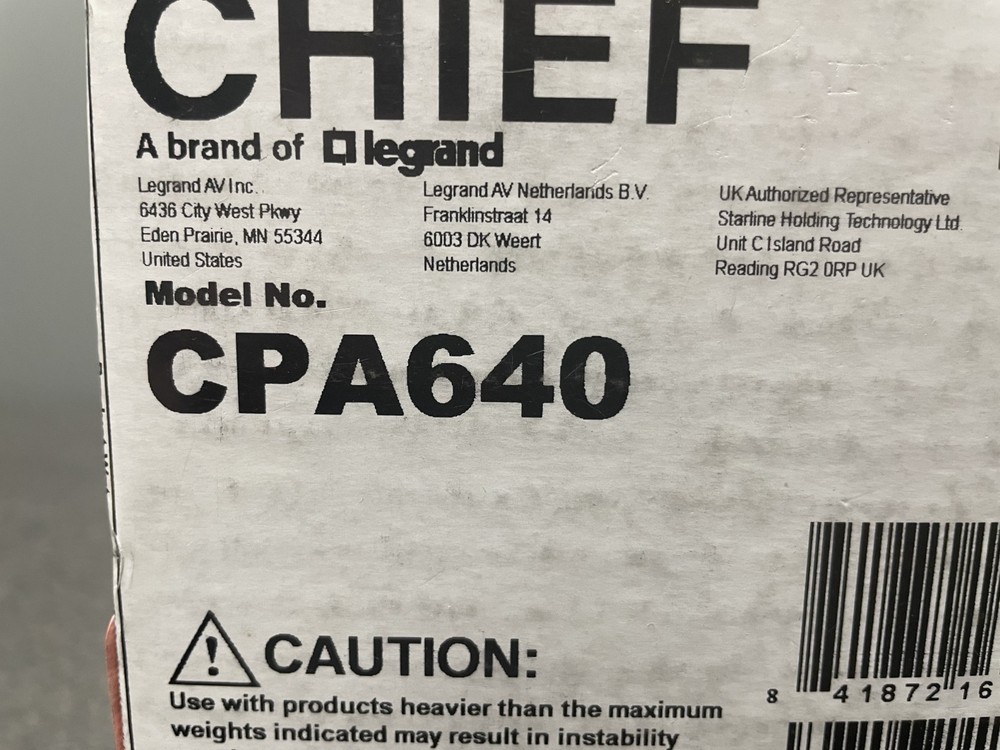 CHIEF
A brand of legrand
Legrand AV Inc.
6436 City West Pkwy
Eden Prairie, MN 55344
United States
Legrand AV Netherlands B.V.
Franklinstraat 14
6003 DK Weert
Netherlands
UK Authorized Representative
Starline Holding Technology Ltd.
Unit C Island Road
Reading RG2 0RP UK
Model No.
CPA640
CAUTION:
Use with products heavier than the maximum
weights indicated may result in instability
8 41872 16